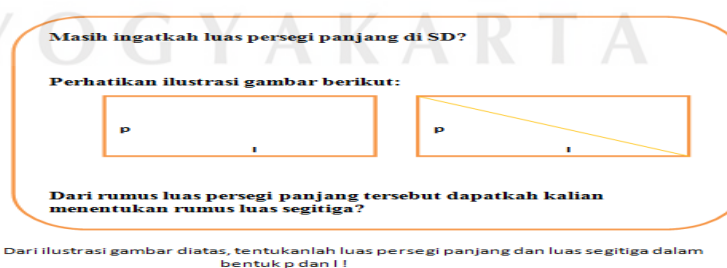 YOGYAKARTA
Masih ingatkah luas persegi panjang di SD?
Perhatikan ilustrasi gambar berikut:
p
l
p
l
Dari rumus luas persegi panjang tersebut dapatkah kalian
menentukan rumus luas segitiga?
Dari ilustrasi gambar diatas, tentukanlah luas persegi panjang dan luas segitiga dalam
bentuk p dan l !